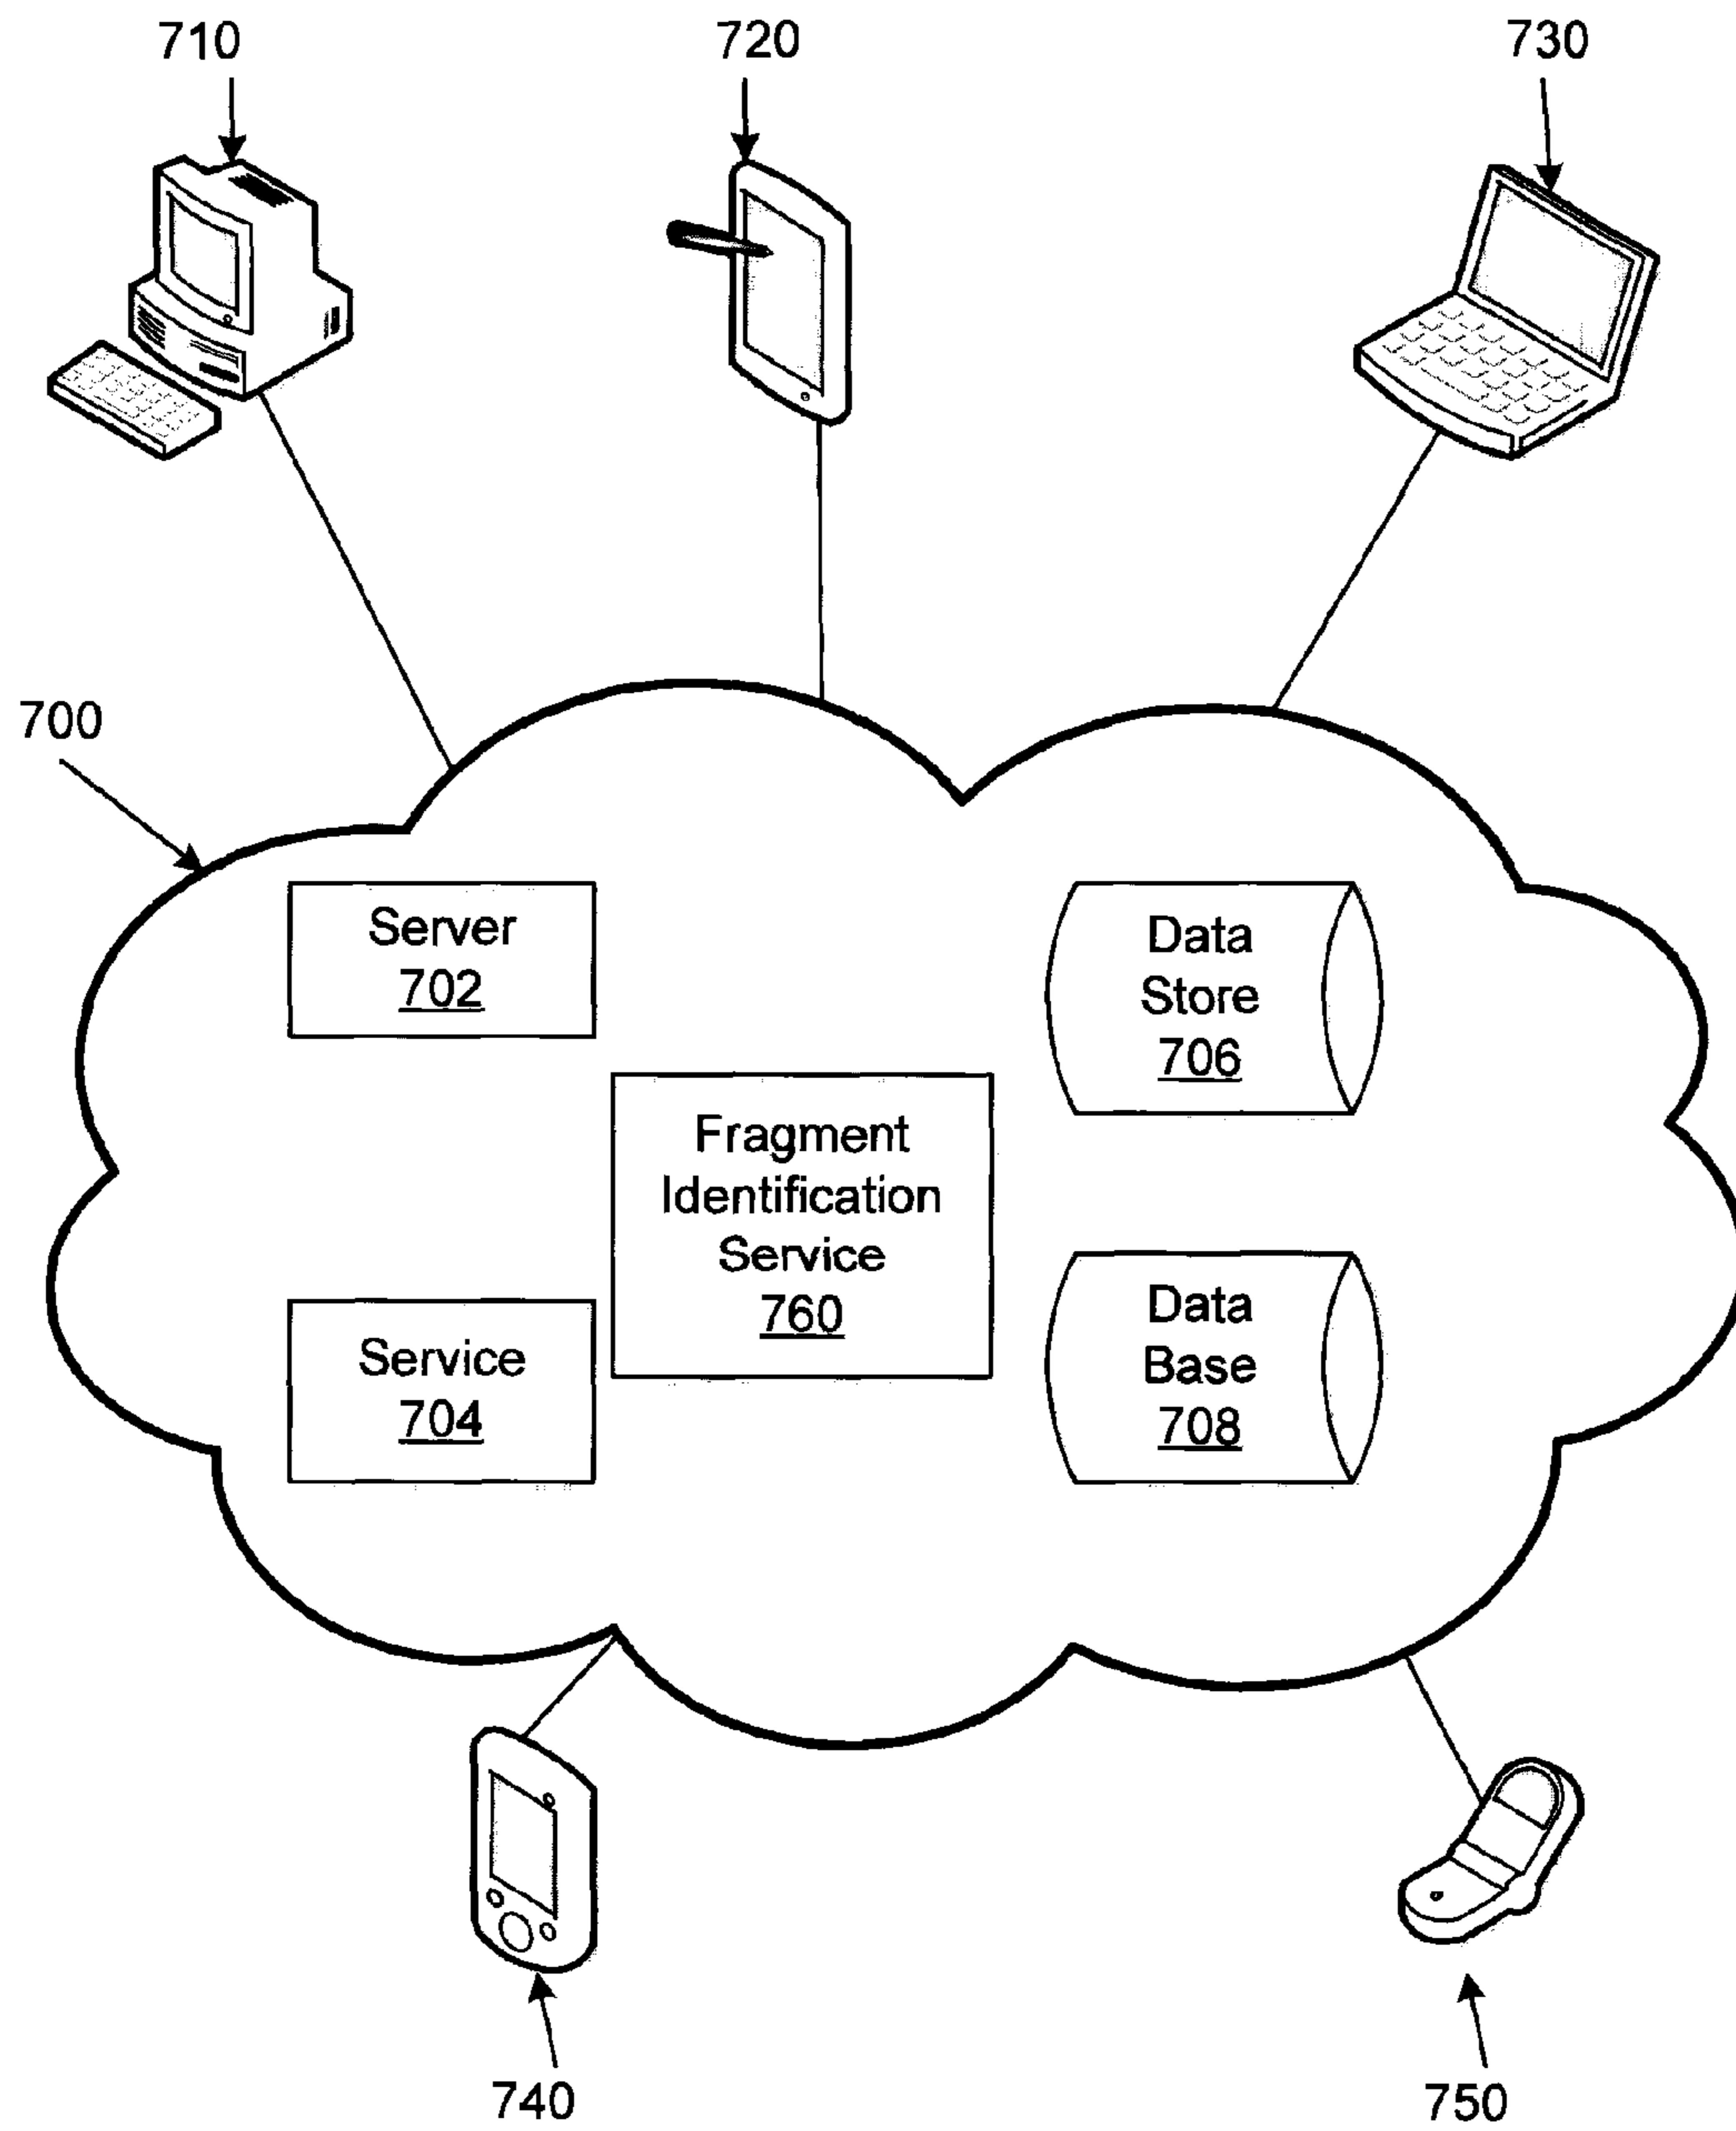 710
720
730
700
Server
702
Data
Store
706
Fragment
Identification
Service
760
Service
704
Data
Base
708
740
750